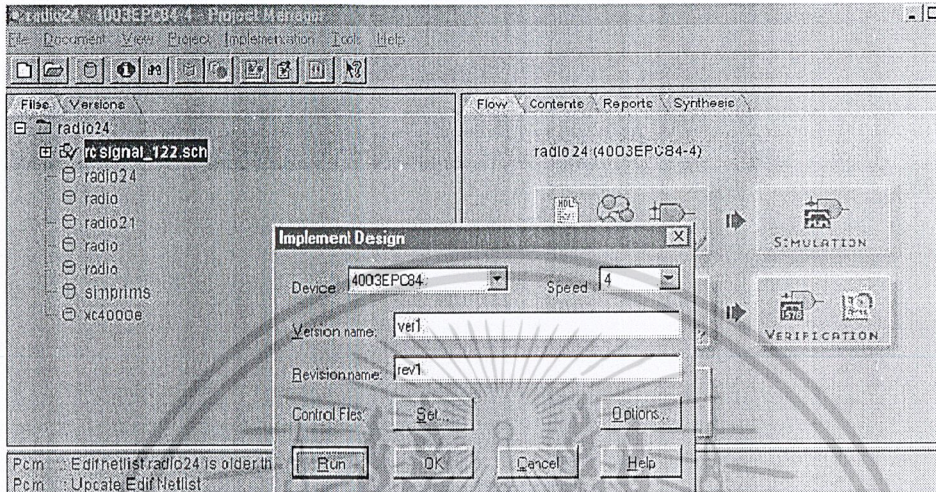 radio24 - 4003EPC84-4 - Project Manager
File Document View Project Implementation Tools Help
Files Versions
radio24
rcsignal_122.sch
radio24
radio
radio21
radio
radio
simprims
xc4000e
Flow Contents Reports Synthesis
radio24 (4003EPC84-4)
SIMULATION
VERIFICATION
Implement Design
Device 4003EPC84 Speed 4
Version name: ver1
Revision name: rev1
Control Files: Set... Options...
Run OK Cancel Help
Pcm : Edif netlist radio24 is older th
Pcm : Update Edif Netlist